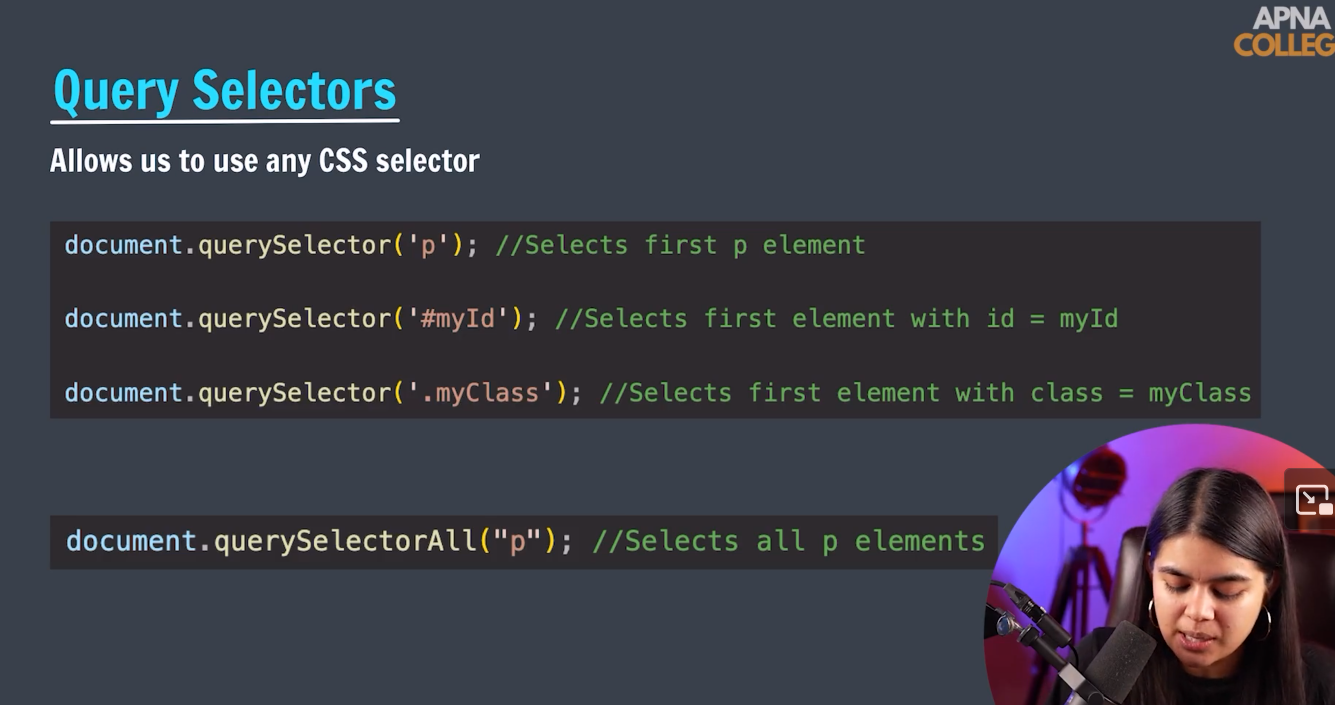 APNA
COLLEG
Query Selectors
Allows us to use any CSS selector
document.querySelector('p'); //Selects first p element
document.querySelector('#myId'); //Selects first element with id = myId
document.querySelector('.myClass'); //Selects first element with class = myClass
document.querySelectorAll("p"); //Selects all p elements